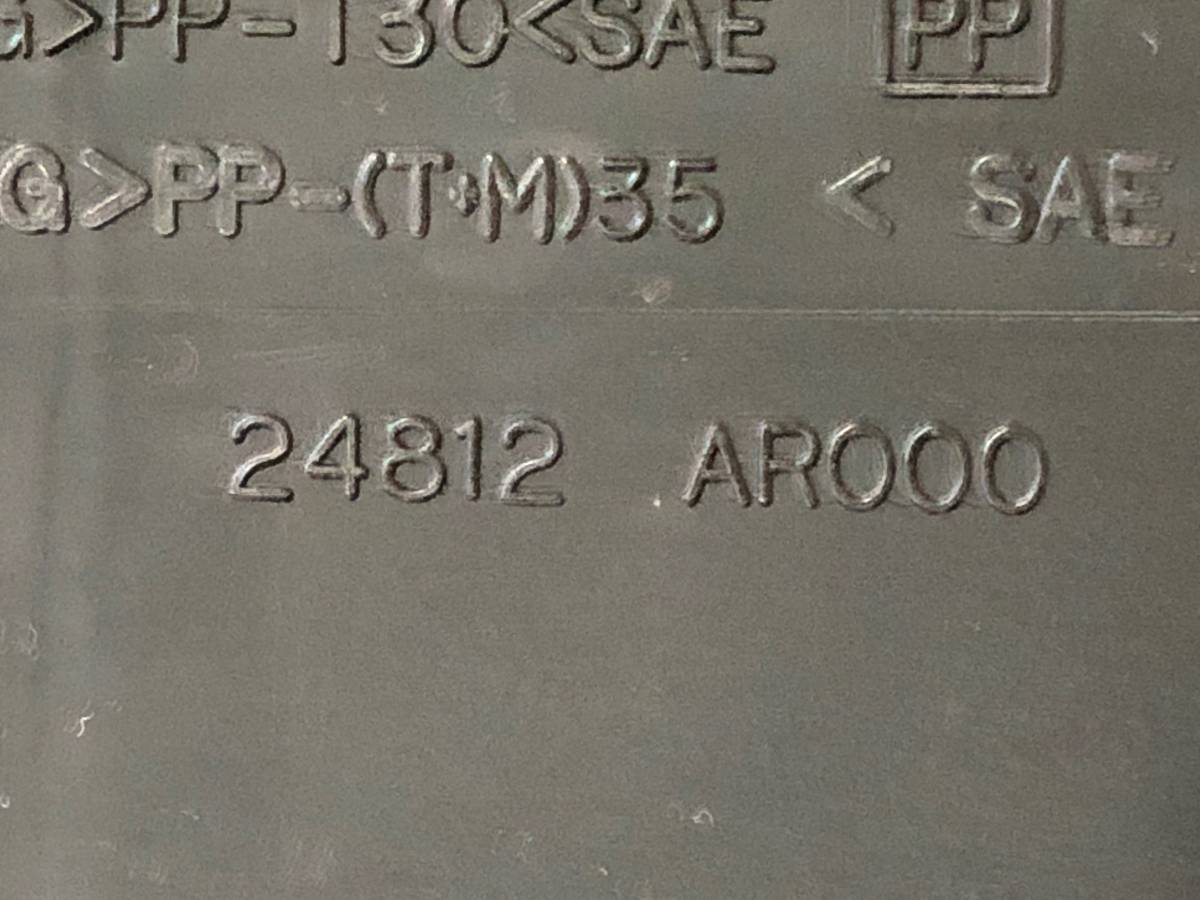 G>PP-T30<SAE PP
G>PP-(T·M)35 < SAE
24812 AR000